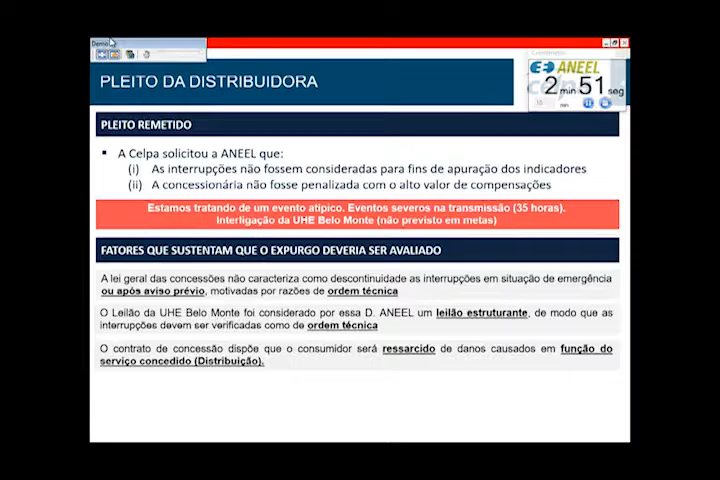 Demo
PLEITO DA DISTRIBUIDORA
ANEEL
2 min 51 seg
PLEITO REMETIDO
▪ A Celpa solicitou a ANEEL que:
(i) As interrupções não fossem consideradas para fins de apuração dos indicadores
(ii) A concessionária não fosse penalizada com o alto valor de compensações
Estamos tratando de um evento atípico. Eventos severos na transmissão (35 horas).
Interligação da UHE Belo Monte (não previsto em metas)
FATORES QUE SUSTENTAM QUE O EXPURGO DEVERIA SER AVALIADO
A lei geral das concessões não caracteriza como descontinuidade as interrupções em situação de emergência
ou após aviso prévio, motivadas por razões de ordem técnica
O Leilão da UHE Belo Monte foi considerado por essa D. ANEEL um leilão estruturante, de modo que as
interrupções devem ser verificadas como de ordem técnica
O contrato de concessão dispõe que o consumidor será ressarcido de danos causados em função do
serviço concedido (Distribuição).